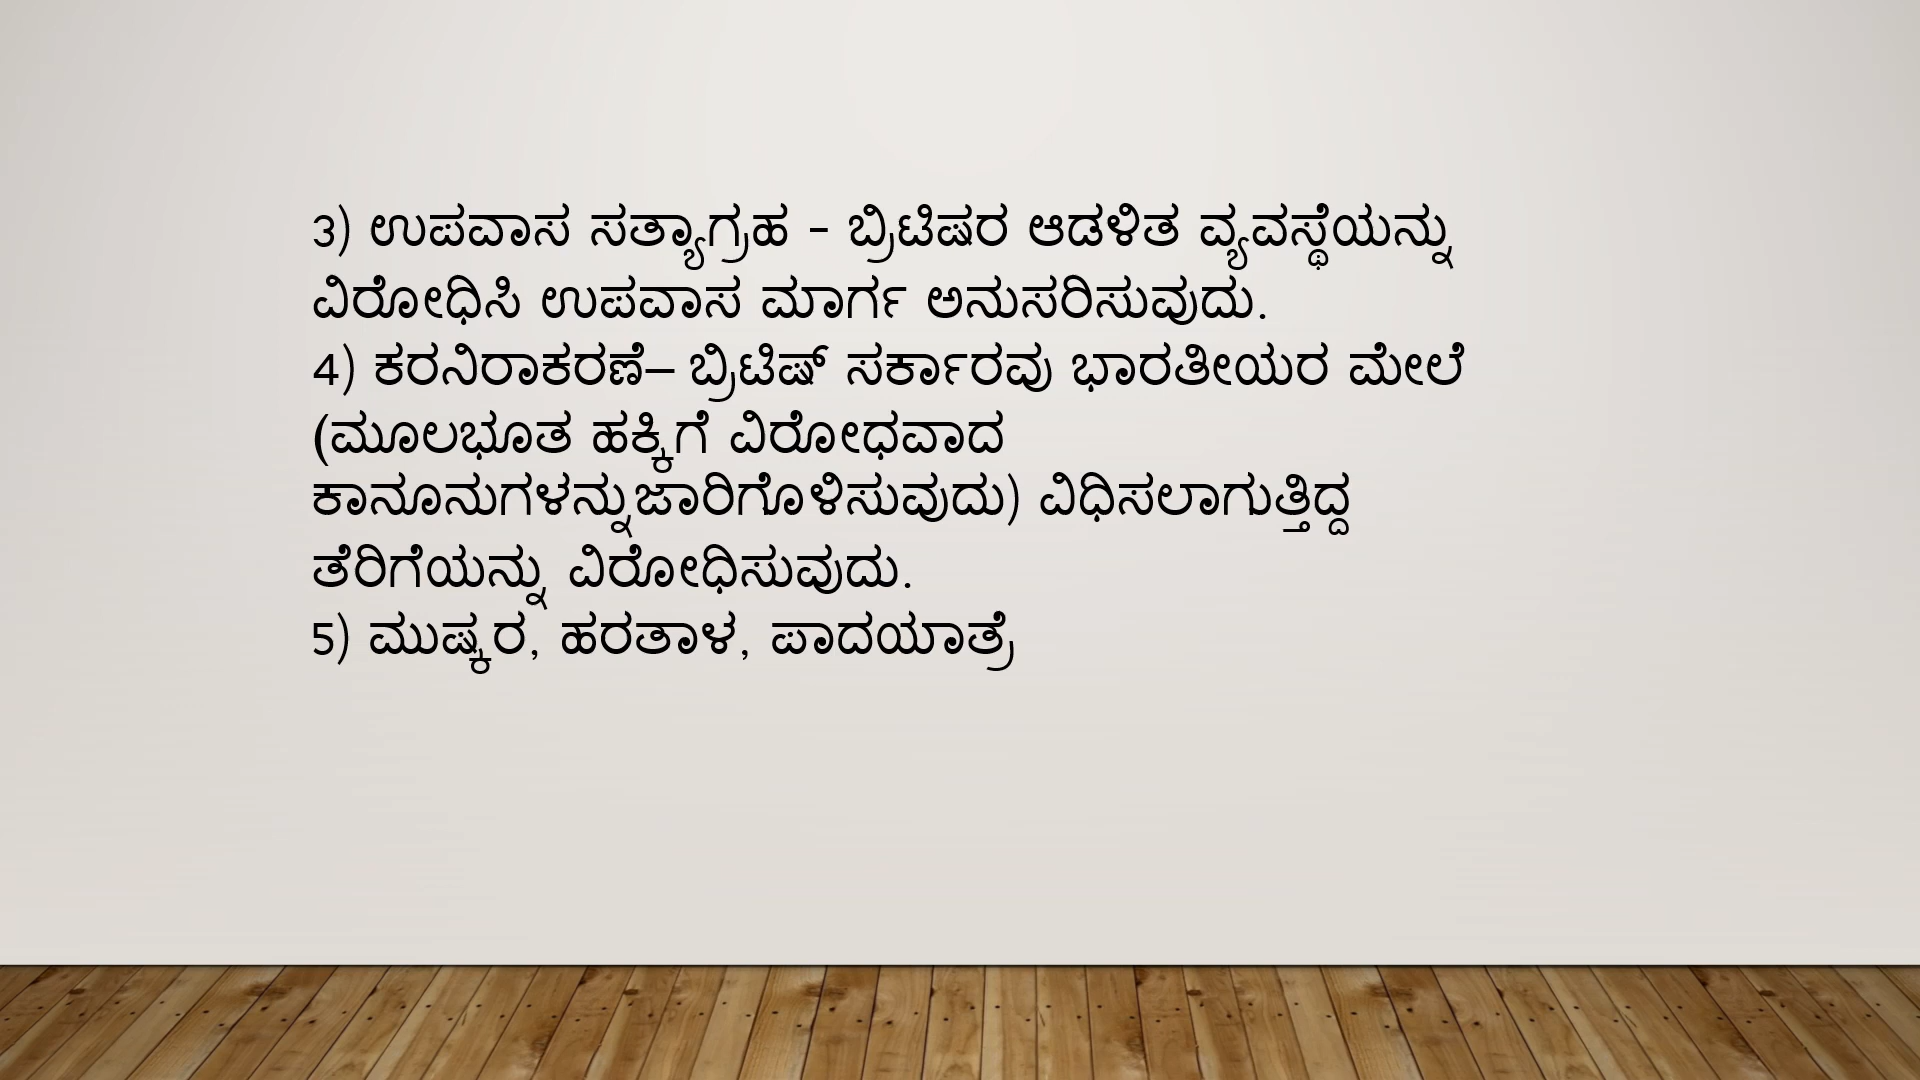 3) ಉಪವಾಸ ಸತ್ಯಾಗ್ರಹ - ಬ್ರಿಟಿಷರ ಆಡಳಿತ ವ್ಯವಸ್ಥೆಯನ್ನು
ವಿರೋಧಿಸಿ ಉಪವಾಸ ಮಾರ್ಗ ಅನುಸರಿಸುವುದು.
4) ಕರನಿರಾಕರಣೆ– ಬ್ರಿಟಿಷ್ ಸರ್ಕಾರವು ಭಾರತೀಯರ ಮೇಲೆ
(ಮೂಲಭೂತ ಹಕ್ಕಿಗೆ ವಿರೋಧವಾದ
ಕಾನೂನುಗಳನ್ನುಜಾರಿಗೊಳಿಸುವುದು) ವಿಧಿಸಲಾಗುತ್ತಿದ್ದ
ತೆರಿಗೆಯನ್ನು ವಿರೋಧಿಸುವುದು.
5) ಮುಷ್ಕರ, ಹರತಾಳ, ಪಾದಯಾತ್ರೆ